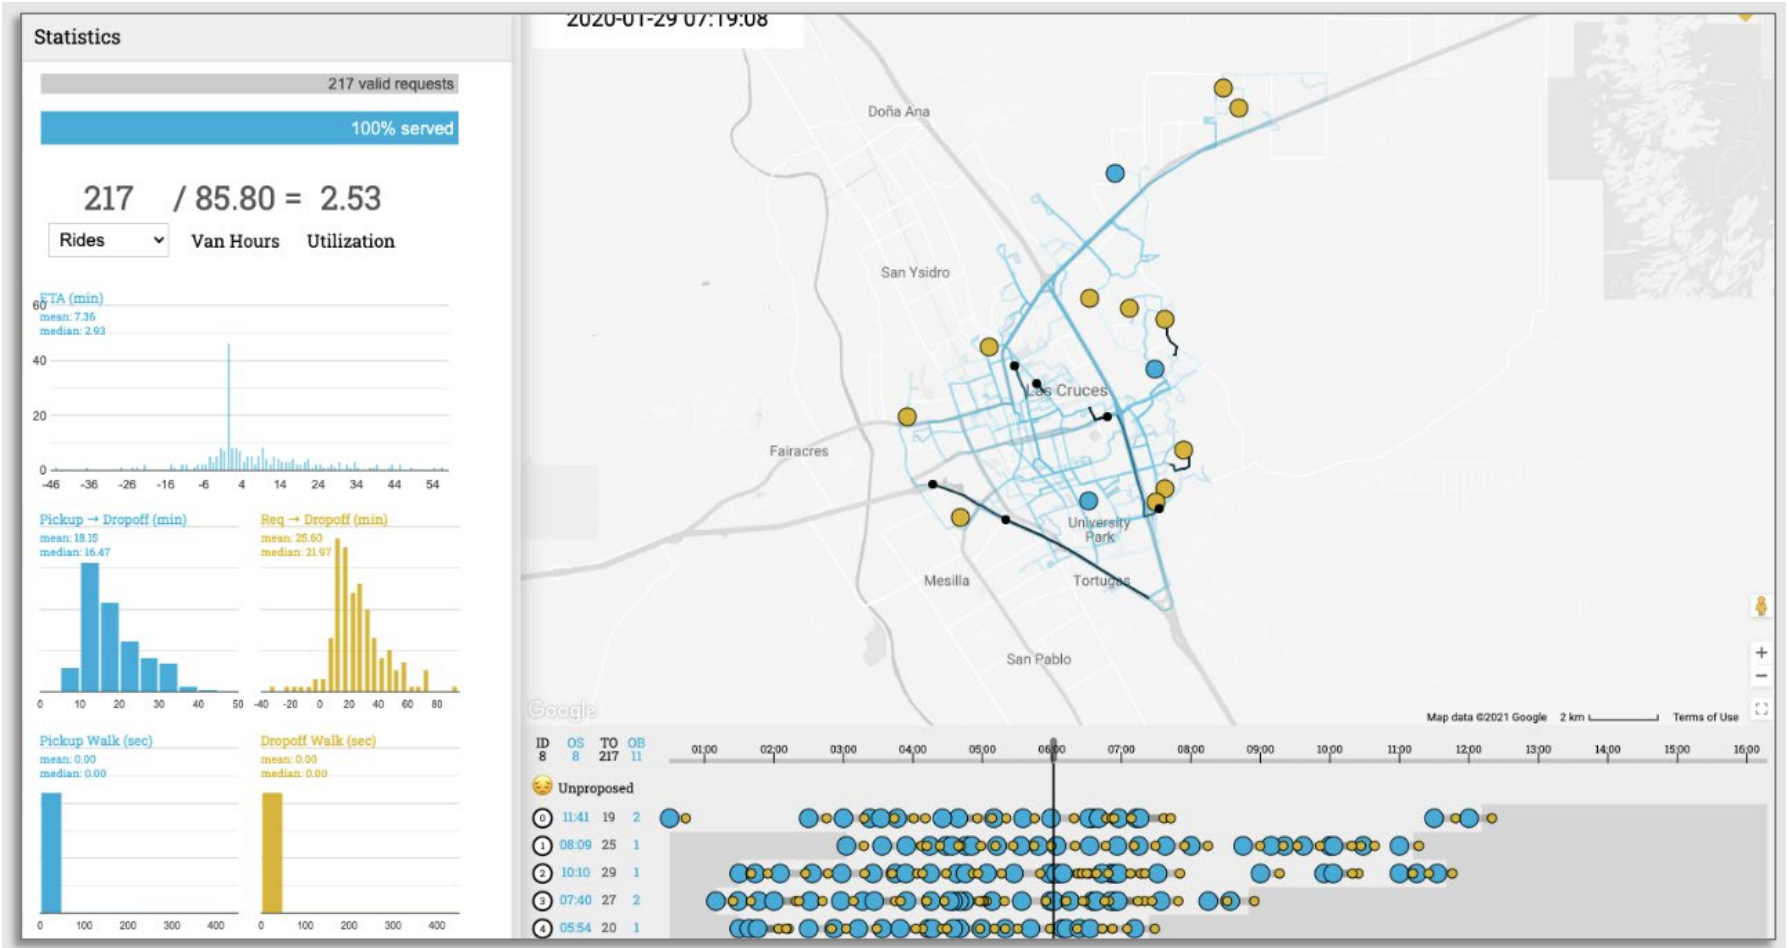 Statistics
217 valid requests
100% served
217 / 85.80 = 2.53
Rides Van Hours Utilization
ETA (min)
mean: 7.36
median: 2.93
60
40
20
0
-46 -36 -26 -16 -6 4 14 24 34 44 54
Pickup → Dropoff (min)
mean: 18.15
median: 16.47
0 10 20 30 40 50
Req → Dropoff (min)
mean: 25.60
median: 21.97
-40 -20 0 20 40 60 80
Pickup Walk (sec)
mean: 0.00
median: 0.00
0 100 200 300 400
Dropoff Walk (sec)
mean: 0.00
median: 0.00
0 100 200 300 400
2020-01-29 07:19:08
Doña Ana
San Ysidro
Las Cruces
Fairacres
University
Park
Mesilla
Tortugas
San Pablo
Google
+
−
Map data ©2021 Google 2 km Terms of Use
ID OS TO OB
8 8 217 11
01:00 02:00 03:00 04:00 05:00 06:00 07:00 08:00 09:00 10:00 11:00 12:00 13:00 14:00 15:00 16:00
Unproposed
0 11:41 19 2
1 08:09 25 1
2 10:10 29 1
3 07:40 27 2
4 05:54 20 1